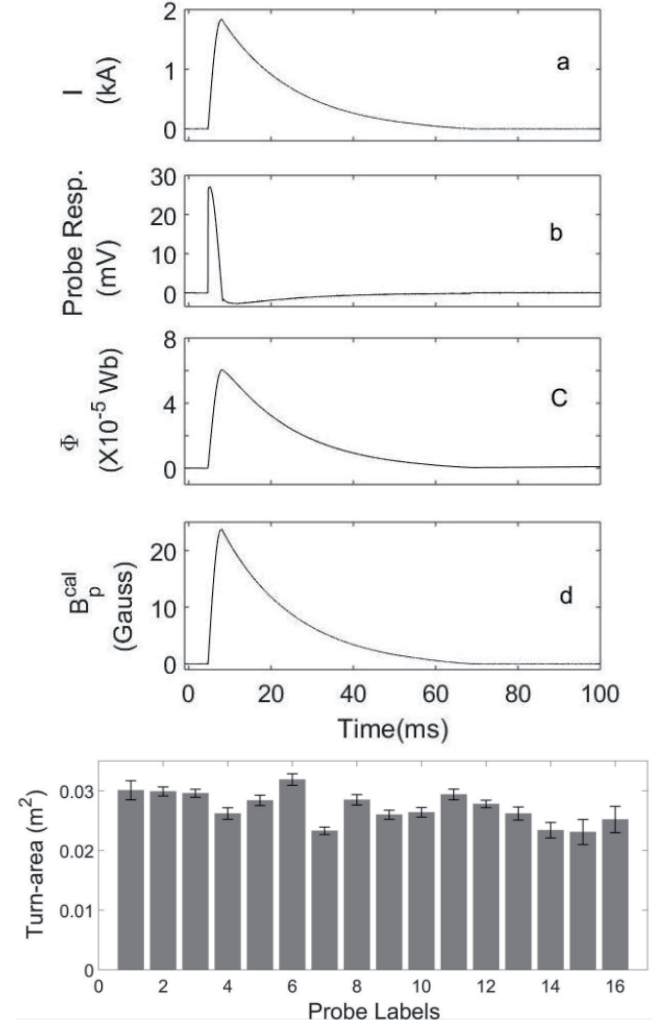 2
1
0
I
(kA)
a
30
20
10
0
Probe Resp.
(mV)
b
8
4
0
Φ
(X10⁻⁵ Wb)
C
20
10
0
B_p^cal
(Gauss)
d
0 20 40 60 80 100
Time(ms)
0.03
0.02
0.01
0
Turn-area (m²)
0 2 4 6 8 10 12 14 16
Probe Labels